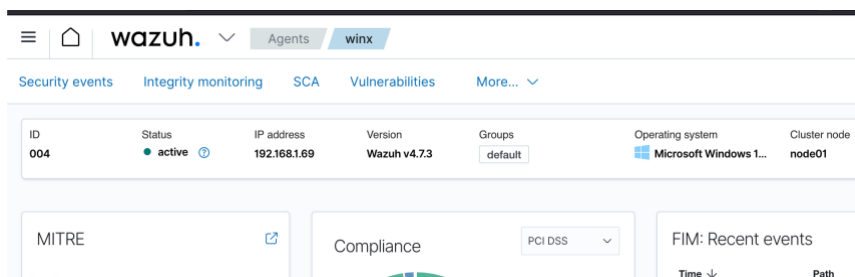 wazuh. Agents winx
Security events Integrity monitoring SCA Vulnerabilities More...
ID Status IP address Version Groups Operating system Cluster node
004 active 192.168.1.69 Wazuh v4.7.3 default Microsoft Windows 1... node01
MITRE Compliance PCI DSS FIM: Recent events
Time Path